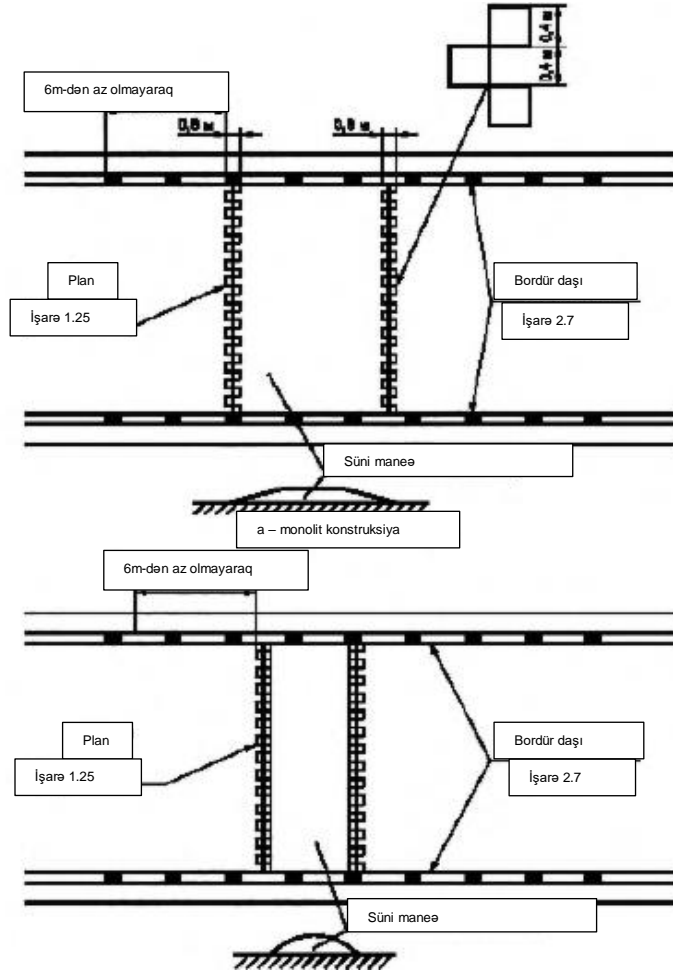 0,4 м
0,4 м
6m-dən az olmayaraq
0,8 м
0,8 м
Plan
İşarə 1.25
Bordür daşı
İşarə 2.7
Süni maneə
a – monolit konstruksiya
6m-dən az olmayaraq
Plan
İşarə 1.25
Bordür daşı
İşarə 2.7
Süni maneə